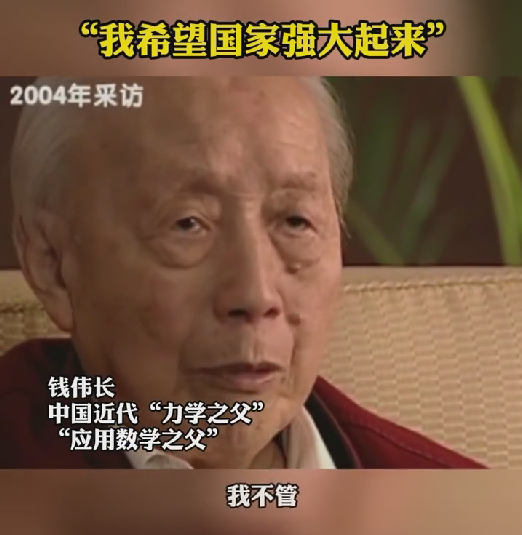 “我希望国家强大起来”
2004年采访
钱伟长
中国近代“力学之父”
“应用数学之父”
我不管